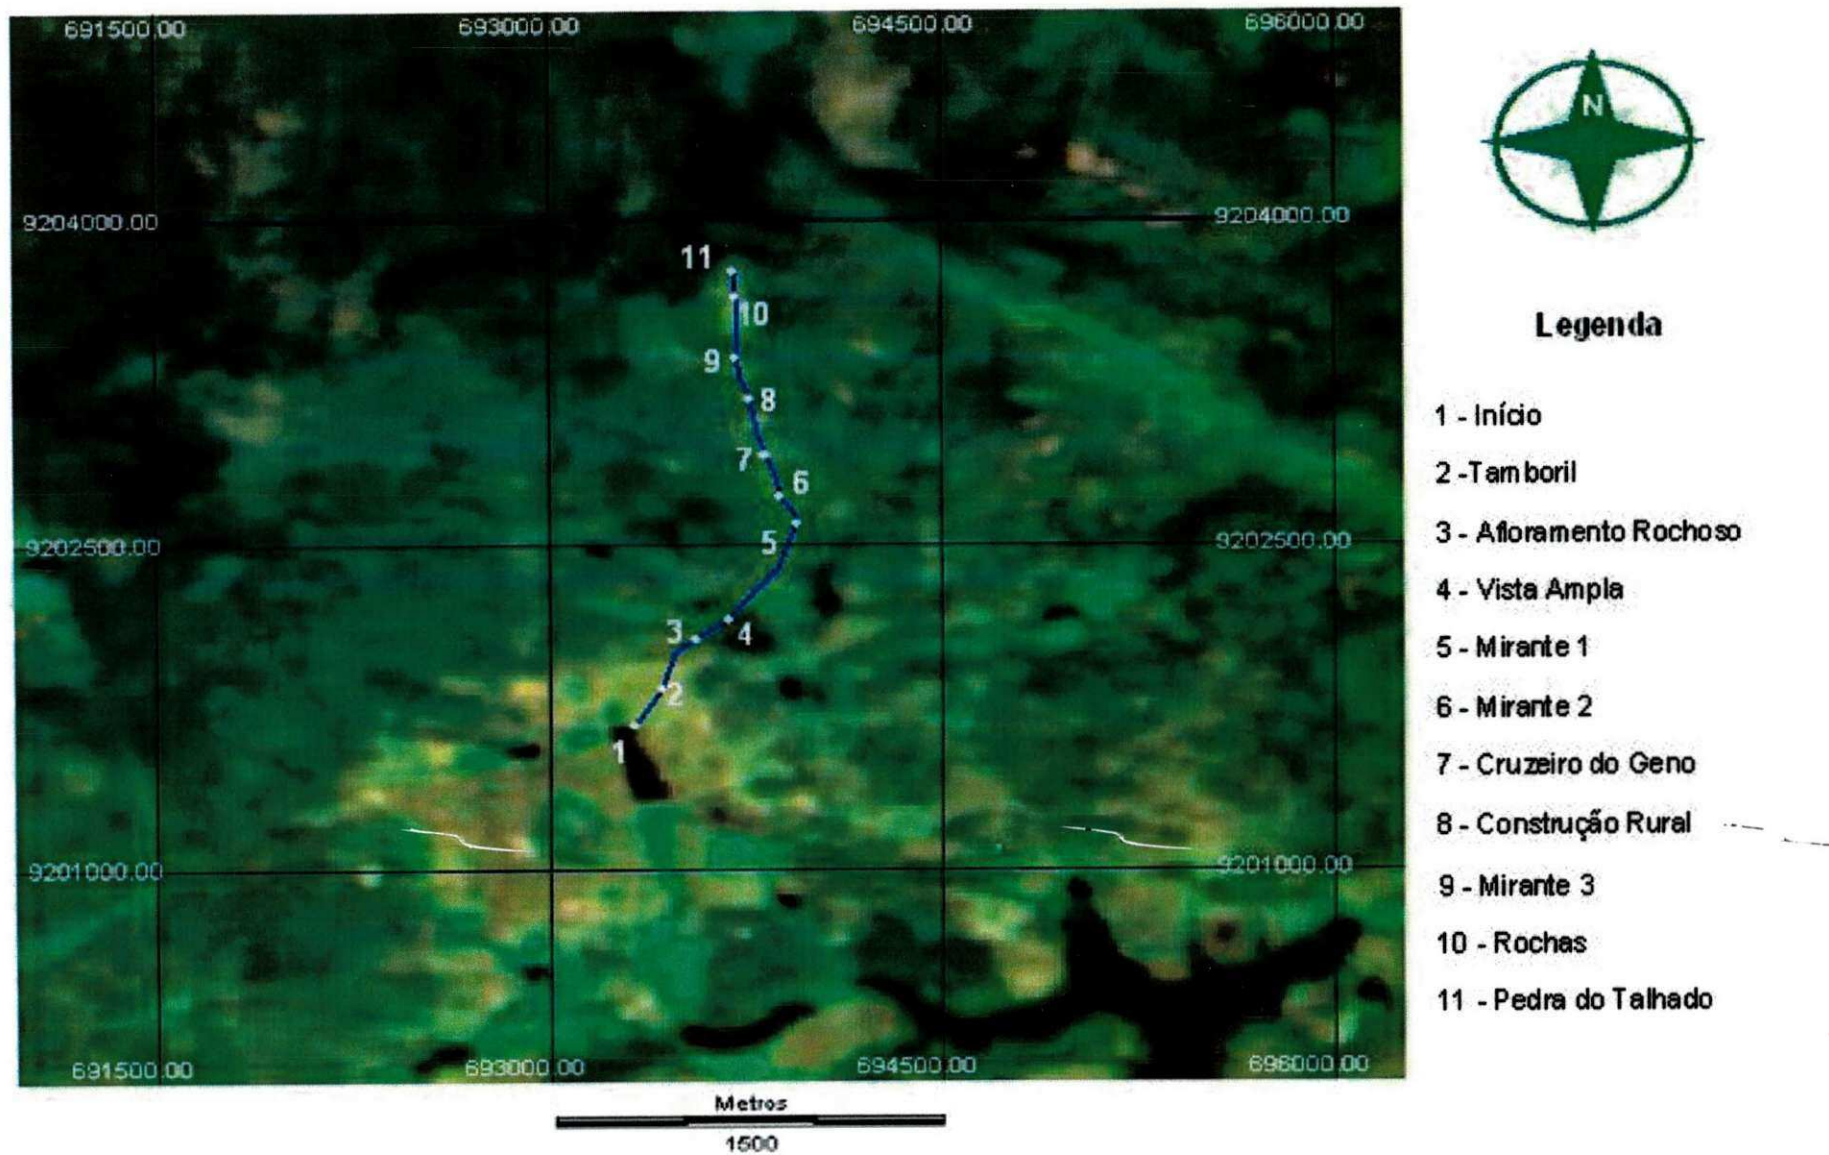 691500.00 693000.00 694500.00 696000.00
N
9204000.00 9204000.00
11
10
9
8
7
6
5
9202500.00 9202500.00
4
3
2
1
9201000.00 9201000.00
691500.00 693000.00 694500.00 696000.00
Metros
1500
Legenda
1 - Início
2 -Tamboril
3 - Afloramento Rochoso
4 - Vista Ampla
5 - Mirante 1
6 - Mirante 2
7 - Cruzeiro do Geno
8 - Construção Rural
9 - Mirante 3
10 - Rochas
11 - Pedra do Talhado